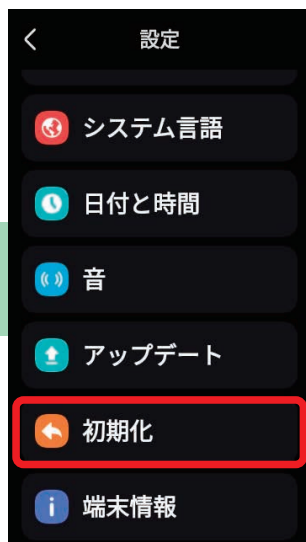 設定
システム言語
日付と時間
音
アップデート
初期化
端末情報